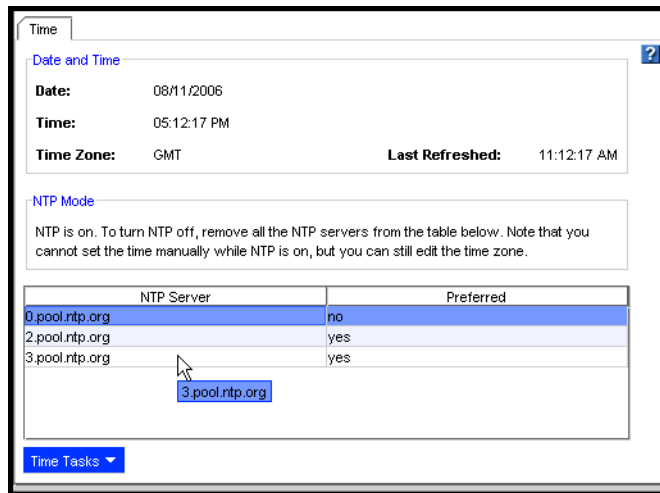 Time
?
Date and Time
Date: 08/11/2006
Time: 05:12:17 PM
Time Zone: GMT Last Refreshed: 11:12:17 AM
NTP Mode
NTP is on. To turn NTP off, remove all the NTP servers from the table below. Note that you
cannot set the time manually while NTP is on, but you can still edit the time zone.
NTP Server Preferred
0.pool.ntp.org no
2.pool.ntp.org yes
3.pool.ntp.org yes
3.pool.ntp.org
Time Tasks